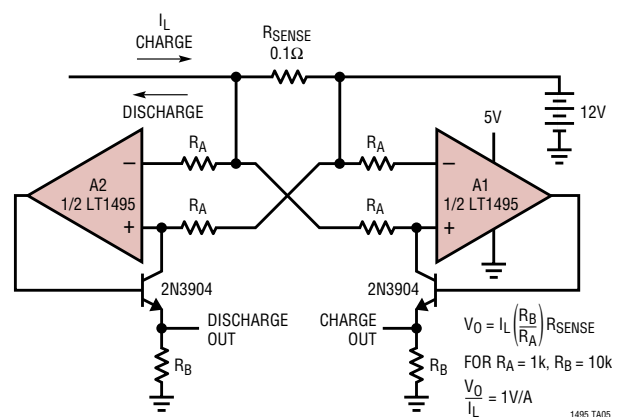 I_L
CHARGE
R_SENSE
0.1Ω
DISCHARGE
5V
12V
R_A
R_A
R_A
R_A
–
–
A2
1/2 LT1495
A1
1/2 LT1495
+
+
2N3904
2N3904
DISCHARGE
OUT
CHARGE
OUT
R_B
R_B
V_O = I_L (R_B/R_A) R_SENSE
FOR R_A = 1k, R_B = 10k
V_O/I_L = 1V/A
1495 TA05